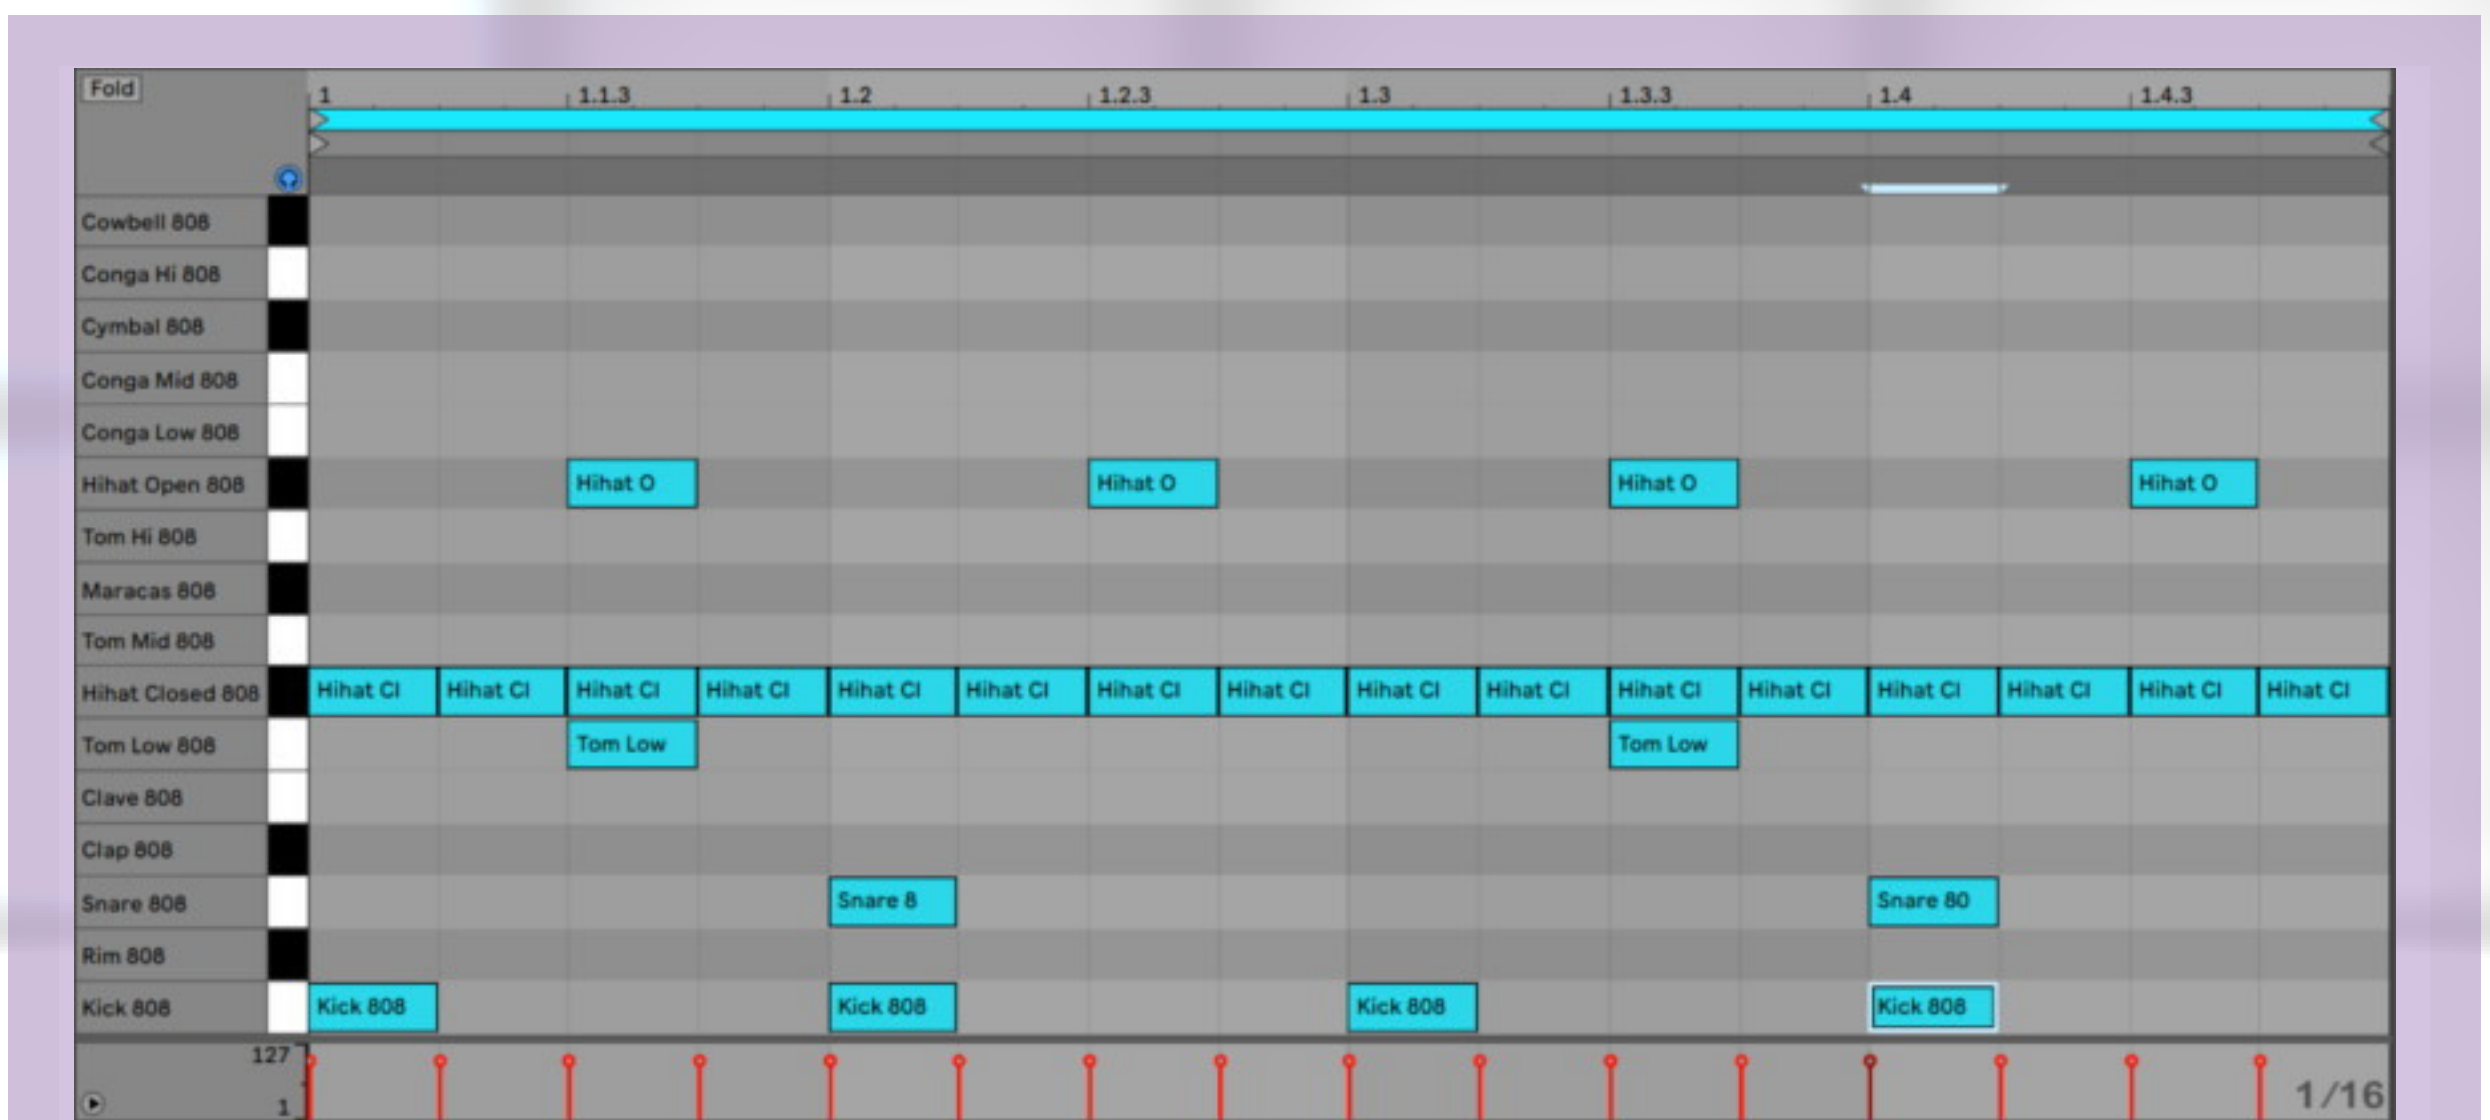 Fold
1 1.1.3 1.2 1.2.3 1.3 1.3.3 1.4 1.4.3
Cowbell 808
Conga Hi 808
Cymbal 808
Conga Mid 808
Conga Low 808
Hihat Open 808 Hihat O Hihat O Hihat O Hihat O
Tom Hi 808
Maracas 808
Tom Mid 808
Hihat Closed 808 Hihat Cl Hihat Cl Hihat Cl Hihat Cl Hihat Cl Hihat Cl Hihat Cl Hihat Cl Hihat Cl Hihat Cl Hihat Cl Hihat Cl Hihat Cl Hihat Cl Hihat Cl Hihat Cl
Tom Low 808 Tom Low Tom Low
Clave 808
Clap 808
Snare 808 Snare 8 Snare 80
Rim 808
Kick 808 Kick 808 Kick 808 Kick 808 Kick 808
127
1 1/16